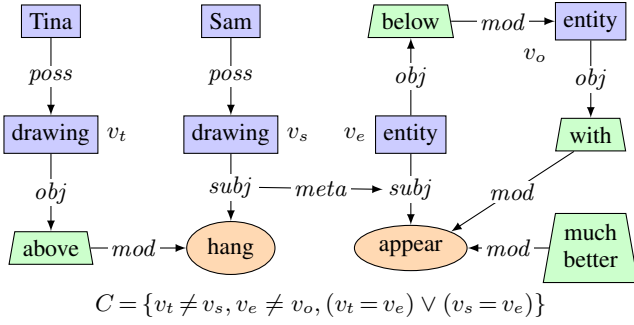 Tina
Sam
below
mod
entity
v_o
poss
poss
obj
obj
drawing
v_t
drawing
v_s
v_e
entity
with
obj
subj
meta
subj
mod
above
mod
hang
appear
mod
much
better
C = {v_t ≠ v_s, v_e ≠ v_o, (v_t = v_e) ∨ (v_s = v_e)}